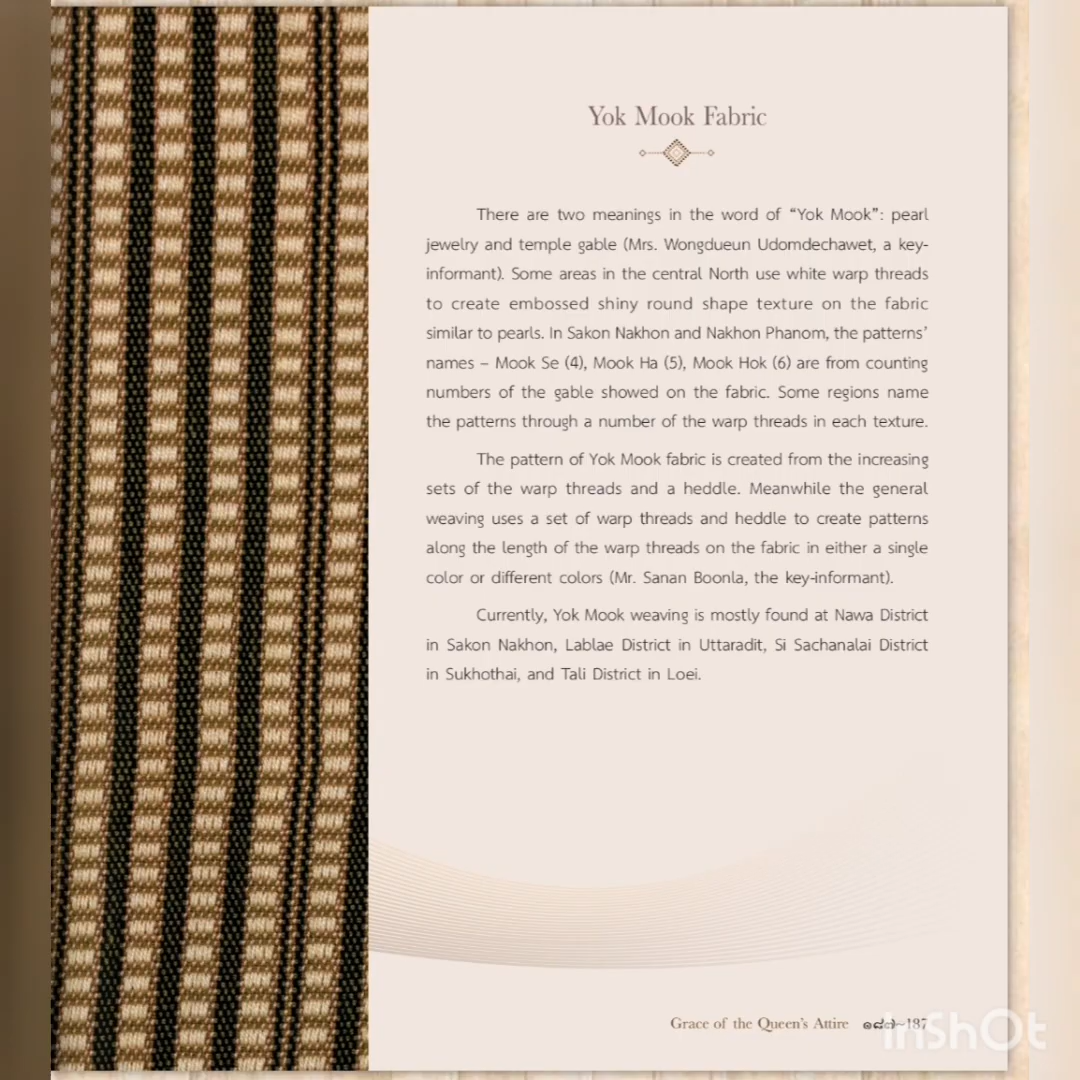 Yok Mook Fabric
There are two meanings in the word of “Yok Mook”: pearl
jewelry and temple gable (Mrs. Wongdueun Udomdechawet, a key-
informant). Some areas in the central North use white warp threads
to create embossed shiny round shape texture on the fabric
similar to pearls. In Sakon Nakhon and Nakhon Phanom, the patterns’
names – Mook Se (4), Mook Ha (5), Mook Hok (6) are from counting
numbers of the gable showed on the fabric. Some regions name
the patterns through a number of the warp threads in each texture.
The pattern of Yok Mook fabric is created from the increasing
sets of the warp threads and a heddle. Meanwhile the general
weaving uses a set of warp threads and heddle to create patterns
along the length of the warp threads on the fabric in either a single
color or different colors (Mr. Sanan Boonla, the key-informant).
Currently, Yok Mook weaving is mostly found at Nawa District
in Sakon Nakhon, Lablae District in Uttaradit, Si Sachanalai District
in Sukhothai, and Tali District in Loei.
Grace of the Queen’s Attire ๑๘๗~187
InShOt